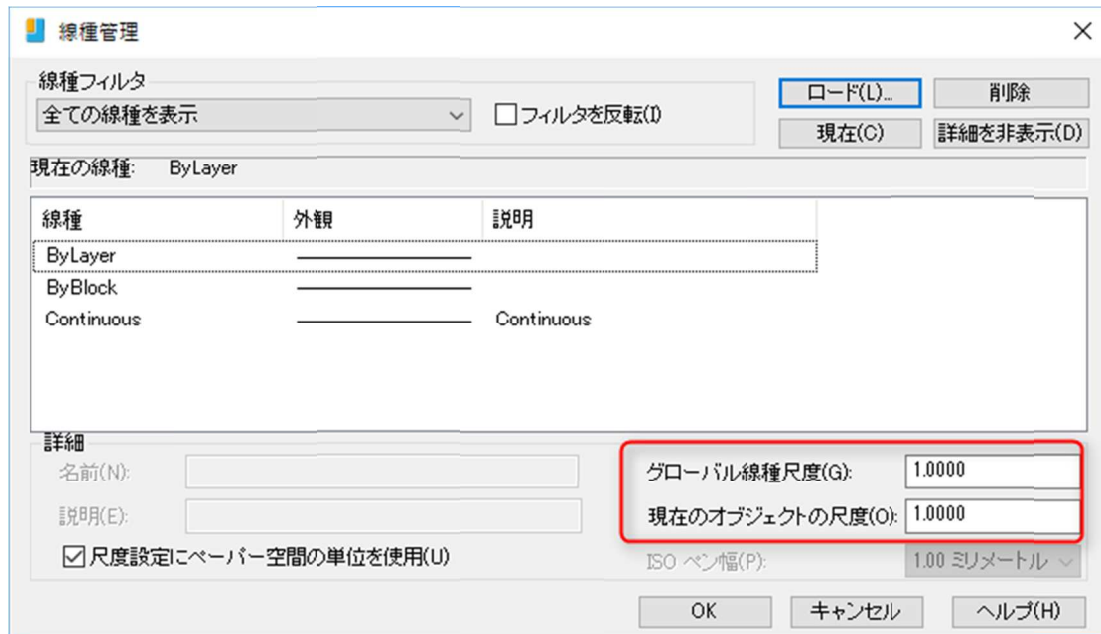 線種管理
線種フィルタ
全ての線種を表示
フィルタを反転(I)
ロード(L)...
削除
現在(C)
詳細を非表示(D)
現在の線種: ByLayer
線種 外観 説明
ByLayer
ByBlock
Continuous Continuous
詳細
名前(N):
グローバル線種尺度(G): 1.0000
説明(E):
現在のオブジェクトの尺度(O): 1.0000
尺度設定にペーパー空間の単位を使用(U)
ISO ペン幅(P): 1.00 ミリメートル
OK キャンセル ヘルプ(H)